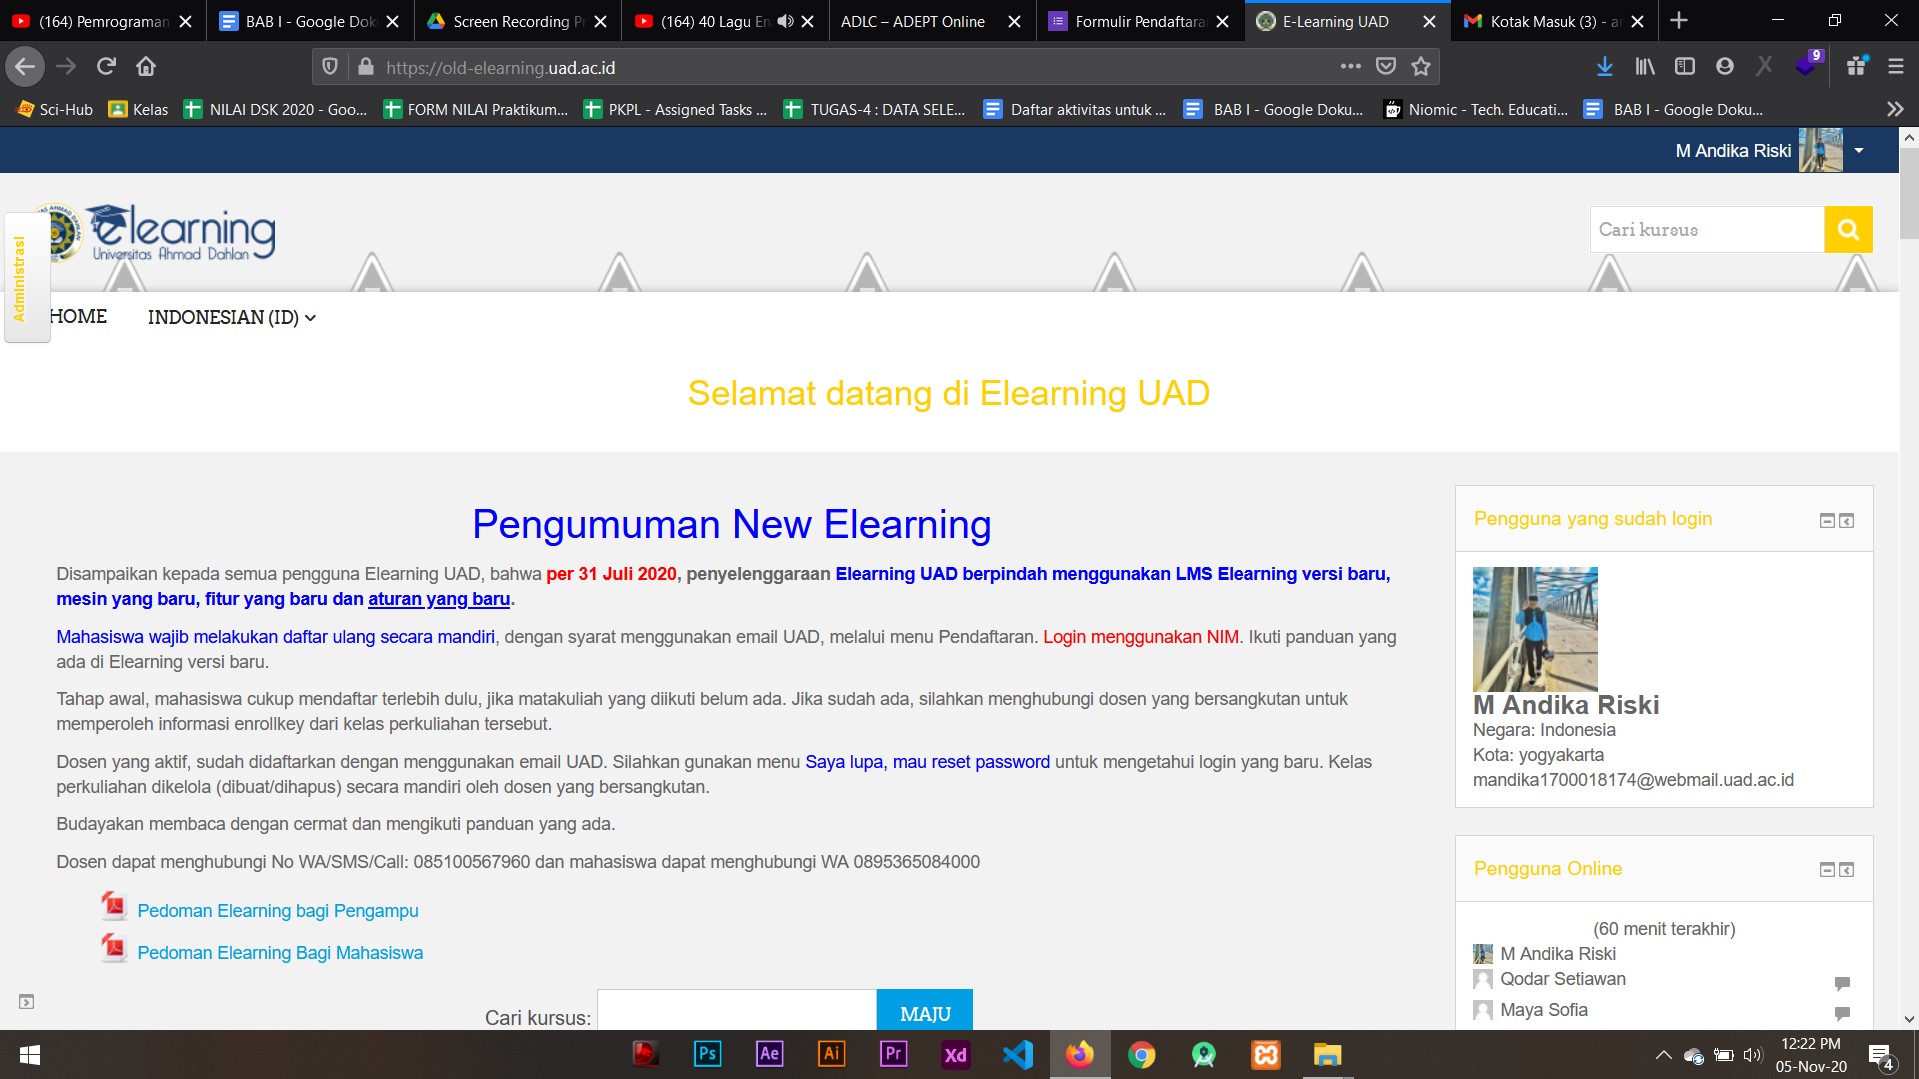 (164) Pemrograman
BAB I - Google Dok
Screen Recording Pr
(164) 40 Lagu En
ADLC – ADEPT Online
Formulir Pendaftara
E-Learning UAD
Kotak Masuk (3) - an
https://old-elearning.uad.ac.id
9
Sci-Hub
Kelas
NILAI DSK 2020 - Goo...
FORM NILAI Praktikum...
PKPL - Assigned Tasks ...
TUGAS-4 : DATA SELE...
Daftar aktivitas untuk ...
BAB I - Google Doku...
Niomic - Tech. Educati...
BAB I - Google Doku...
M Andika Riski
elearning
Universitas Ahmad Dahlan
Cari kursus
Administrasi
HOME
INDONESIAN (ID)
Selamat datang di Elearning UAD
Pengumuman New Elearning
Disampaikan kepada semua pengguna Elearning UAD, bahwa per 31 Juli 2020, penyelenggaraan Elearning UAD berpindah menggunakan LMS Elearning versi baru,
mesin yang baru, fitur yang baru dan aturan yang baru.
Mahasiswa wajib melakukan daftar ulang secara mandiri, dengan syarat menggunakan email UAD, melalui menu Pendaftaran. Login menggunakan NIM. Ikuti panduan yang
ada di Elearning versi baru.
Tahap awal, mahasiswa cukup mendaftar terlebih dulu, jika matakuliah yang diikuti belum ada. Jika sudah ada, silahkan menghubungi dosen yang bersangkutan untuk
memperoleh informasi enrollkey dari kelas perkuliahan tersebut.
Dosen yang aktif, sudah didaftarkan dengan menggunakan email UAD. Silahkan gunakan menu Saya lupa, mau reset password untuk mengetahui login yang baru. Kelas
perkuliahan dikelola (dibuat/dihapus) secara mandiri oleh dosen yang bersangkutan.
Budayakan membaca dengan cermat dan mengikuti panduan yang ada.
Dosen dapat menghubungi No WA/SMS/Call: 085100567960 dan mahasiswa dapat menghubungi WA 0895365084000
Pedoman Elearning bagi Pengampu
Pedoman Elearning Bagi Mahasiswa
Cari kursus:
MAJU
Pengguna yang sudah login
M Andika Riski
Negara: Indonesia
Kota: yogyakarta
mandika1700018174@webmail.uad.ac.id
Pengguna Online
(60 menit terakhir)
M Andika Riski
Qodar Setiawan
Maya Sofia
Ps
Ae
Ai
Pr
Xd
12:22 PM
05-Nov-20
4